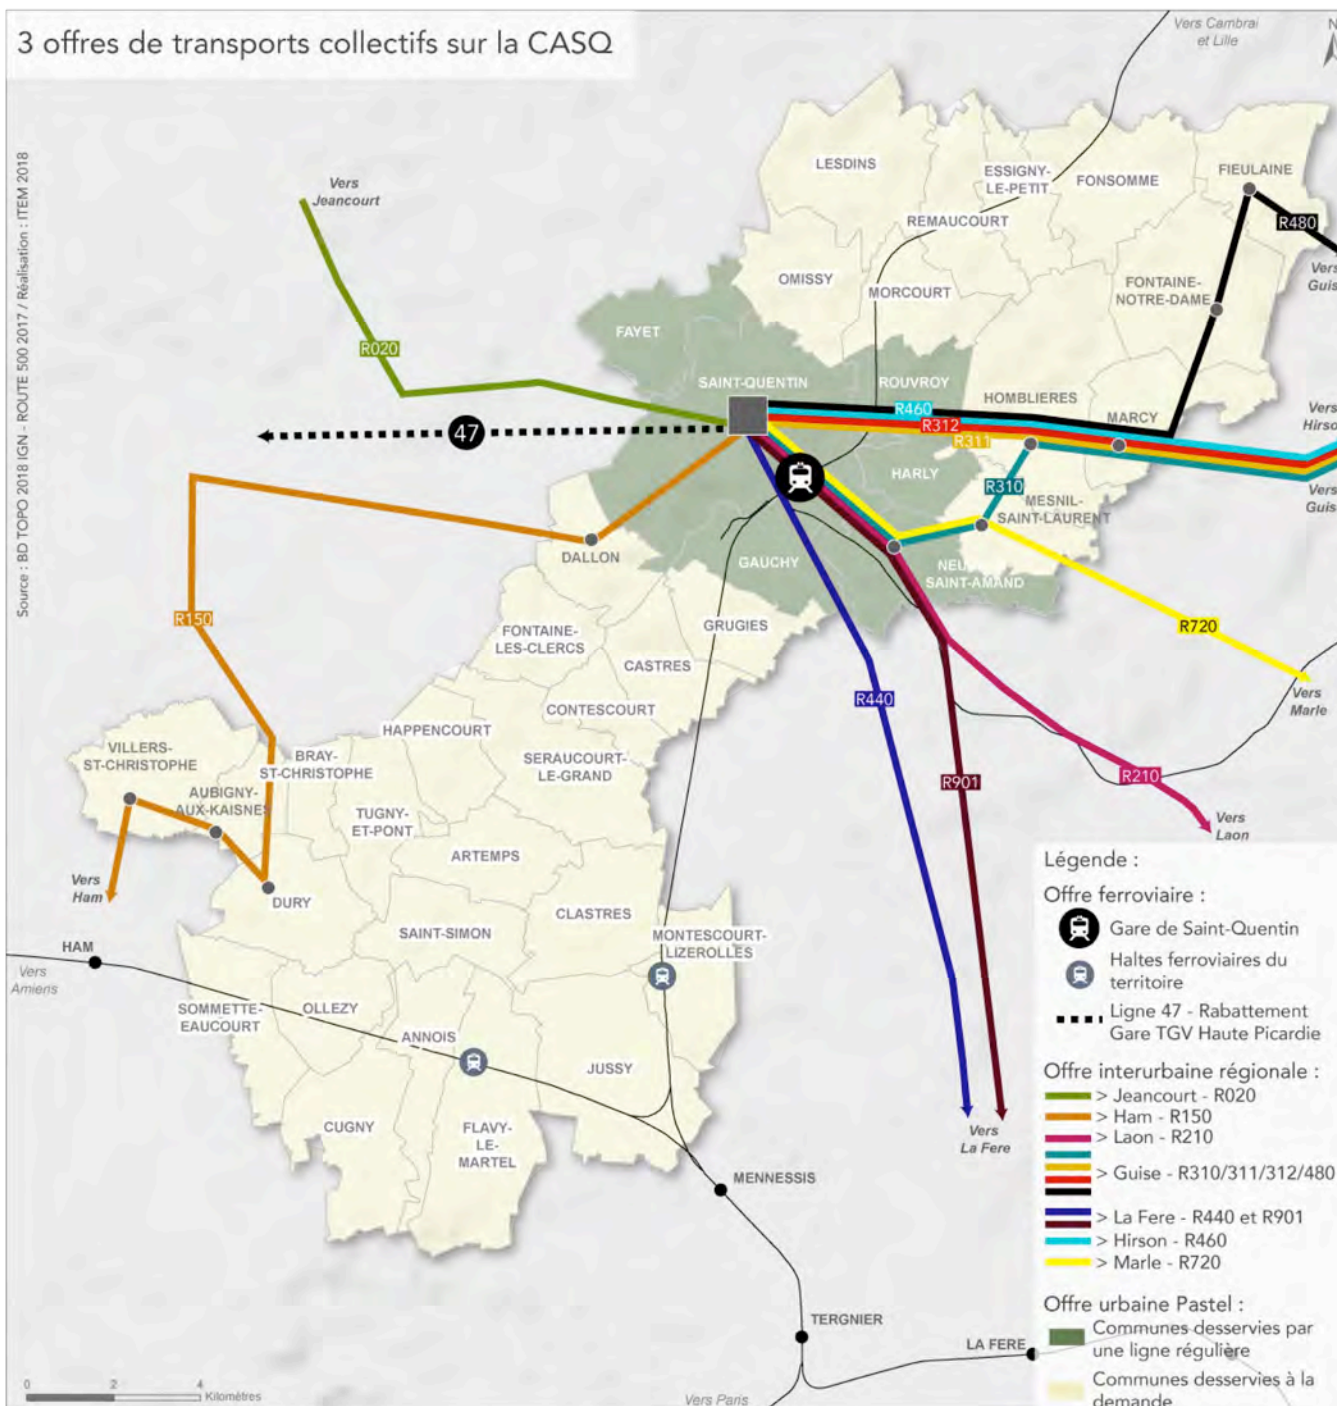 3 offres de transports collectifs sur la CASQ
Vers Cambrai
et Lille
N
Source : BD TOPO 2018 IGN - ROUTE 500 2017 / Réalisation : ITEM 2018
Vers
Jeancourt
LESDINS
ESSIGNY-
LE-PETIT
FONSOMME
FIEULAINE
REMAUCOURT
R480
OMISSY
MORCOURT
FONTAINE-
NOTRE-DAME
Vers
Guise
FAYET
R020
SAINT-QUENTIN
ROUVROY
HOMBLIERES
MARCY
R460
R312
R311
Vers
Hirson
47
HARLY
R310
MESNIL-
SAINT-LAURENT
Vers
Guise
DALLON
GAUCHY
SAINT-AMAND
R150
GRUGIES
R720
FONTAINE-
LES-CLERCS
CASTRES
R440
Vers
Marle
CONTESCOURT
HAPPENCOURT
VILLERS-
ST-CHRISTOPHE
BRAY-
ST-CHRISTOPHE
SERAUCOURT-
LE-GRAND
R901
R210
AUBIGNY-
AUX-KAISNES
TUGNY-
ET-PONT
Vers
Laon
ARTEMPS
Vers
Ham
DURY
CLASTRES
SAINT-SIMON
MONTESCOURT-
LIZEROLLES
HAM
Vers
Amiens
SOMMETTE-
EAUCOURT
OLLEZY
ANNOIS
JUSSY
CUGNY
FLAVY-
LE-
MARTEL
Vers
La Fere
MENNESSIS
TERGNIER
LA FERE
Vers Paris
0 2 4
Kilomètres
Légende :
Offre ferroviaire :
Gare de Saint-Quentin
Haltes ferroviaires du
territoire
Ligne 47 - Rabattement
Gare TGV Haute Picardie
Offre interurbaine régionale :
> Jeancourt - R020
> Ham - R150
> Laon - R210
> Guise - R310/311/312/480
> La Fere - R440 et R901
> Hirson - R460
> Marle - R720
Offre urbaine Pastel :
Communes desservies par
une ligne régulière
Communes desservies à la
demande